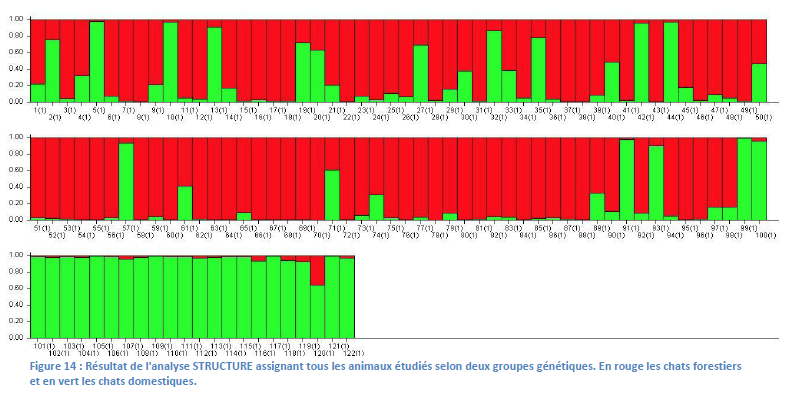 1.00
0.80
0.60
0.40
0.20
0.00
1(1) 3(1) 5(1) 7(1) 9(1) 11(1) 13(1) 15(1) 17(1) 19(1) 21(1) 23(1) 25(1) 27(1) 29(1) 31(1) 33(1) 35(1) 37(1) 39(1) 41(1) 43(1) 45(1) 47(1) 49(1)
2(1) 4(1) 6(1) 8(1) 10(1) 12(1) 14(1) 16(1) 18(1) 20(1) 22(1) 24(1) 26(1) 28(1) 30(1) 32(1) 34(1) 36(1) 38(1) 40(1) 42(1) 44(1) 46(1) 48(1) 50(1)
1.00
0.80
0.60
0.40
0.20
0.00
51(1) 53(1) 55(1) 57(1) 59(1) 61(1) 63(1) 65(1) 67(1) 69(1) 71(1) 73(1) 75(1) 77(1) 79(1) 81(1) 83(1) 85(1) 87(1) 89(1) 91(1) 93(1) 95(1) 97(1) 99(1)
52(1) 54(1) 56(1) 58(1) 60(1) 62(1) 64(1) 66(1) 68(1) 70(1) 72(1) 74(1) 76(1) 78(1) 80(1) 82(1) 84(1) 86(1) 88(1) 90(1) 92(1) 94(1) 96(1) 98(1) 100(1)
1.00
0.80
0.60
0.40
0.20
0.00
101(1) 103(1) 105(1) 107(1) 109(1) 111(1) 113(1) 115(1) 117(1) 119(1) 121(1)
102(1) 104(1) 106(1) 108(1) 110(1) 112(1) 114(1) 116(1) 118(1) 120(1) 122(1)
Figure 14 : Résultat de l'analyse STRUCTURE assignant tous les animaux étudiés selon deux groupes génétiques. En rouge les chats forestiers
et en vert les chats domestiques.